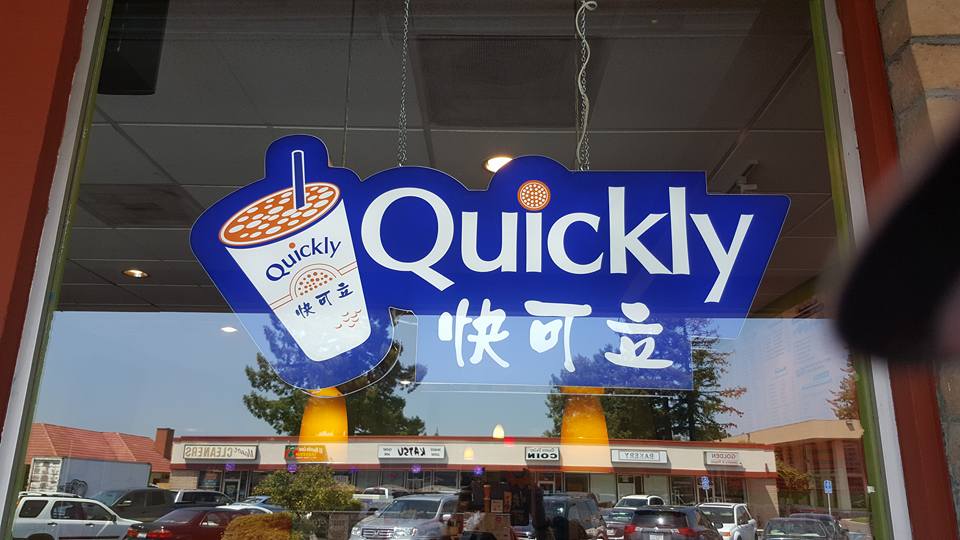 Quickly
快可立
Quickly
快可立
CLEANERS
KATSU
COIN
BAKERY
GOLDEN